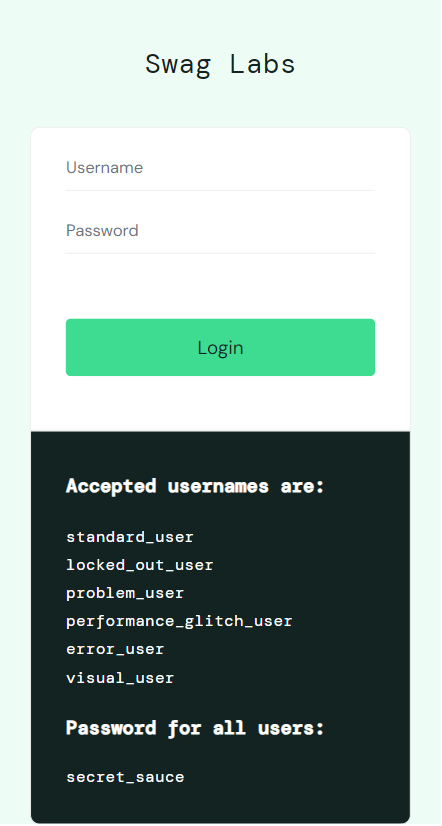 Swag Labs
Username
Password
Login
Accepted usernames are:
standard_user
locked_out_user
problem_user
performance_glitch_user
error_user
visual_user
Password for all users:
secret_sauce